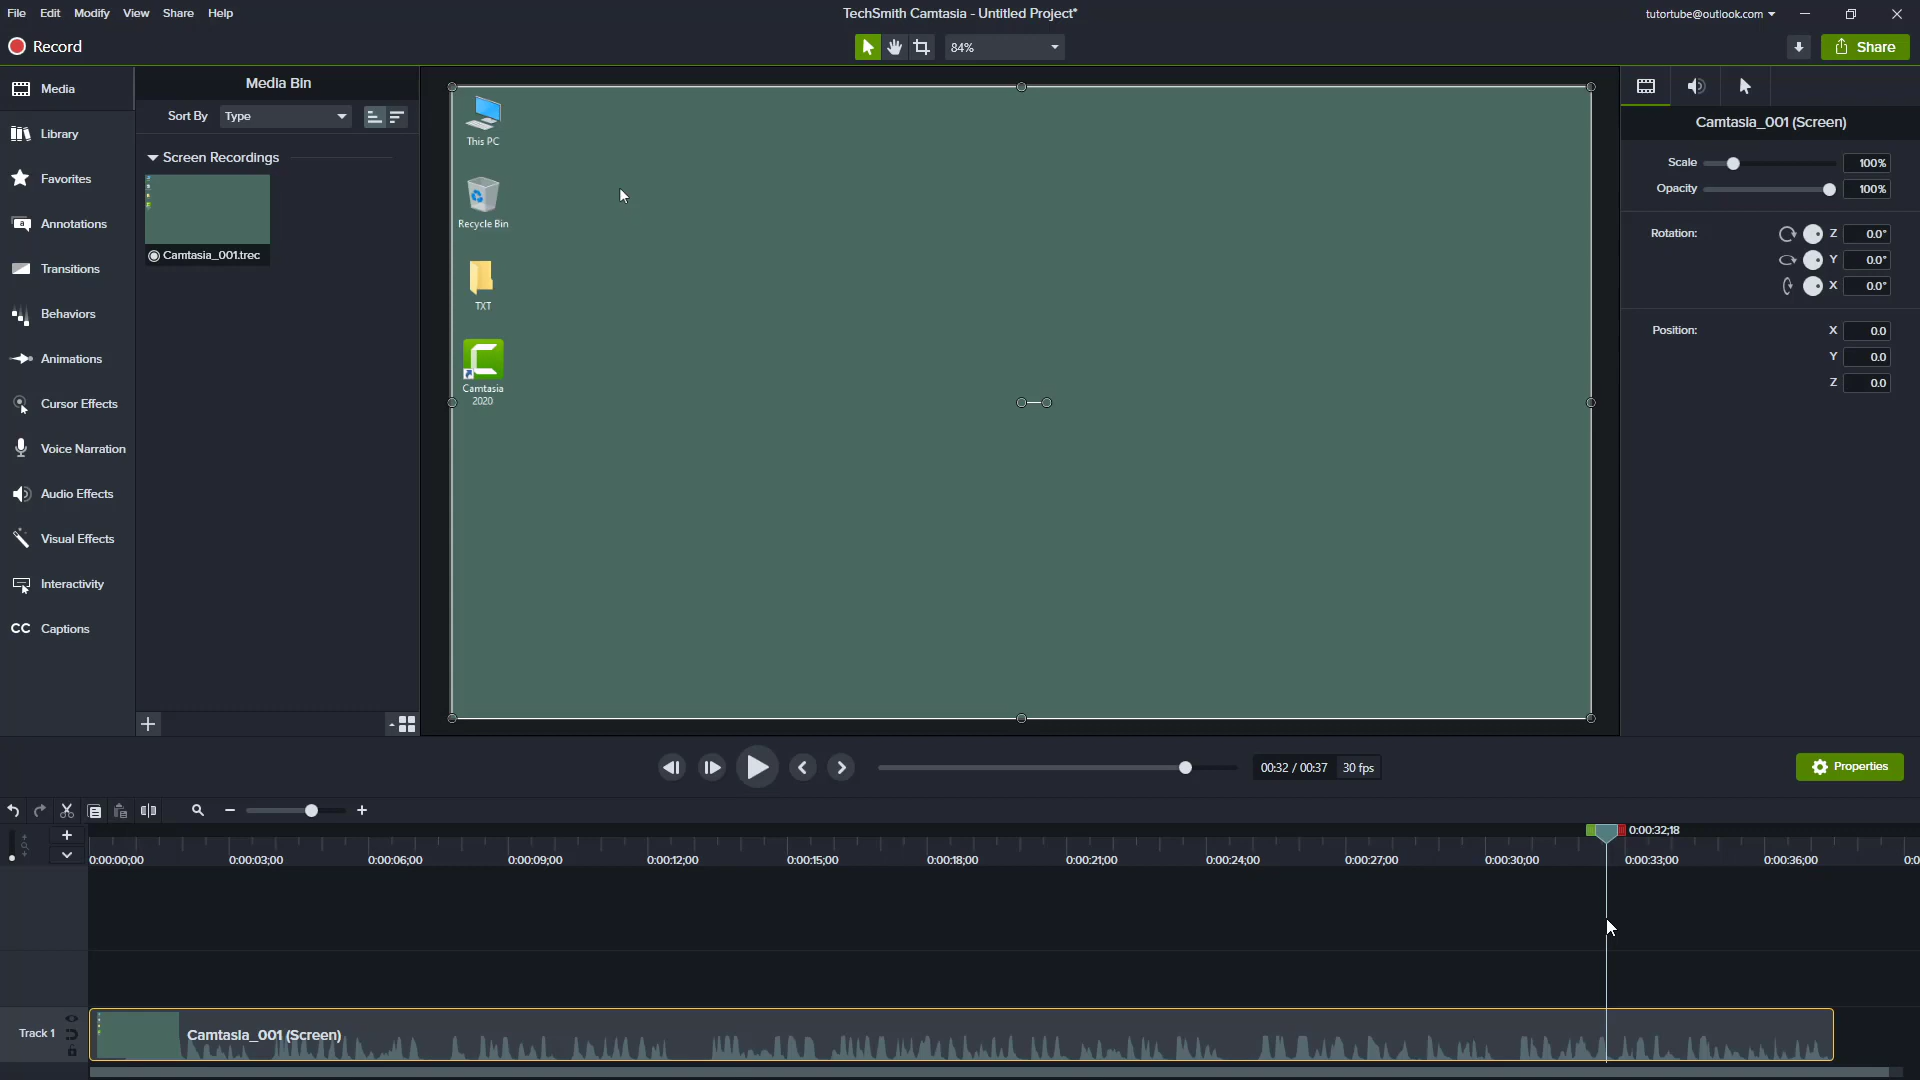 File Edit Modify View Share Help
TechSmith Camtasia - Untitled Project*
tutortube@outlook.com
Record
84%
Share
Media
Library
Favorites
Annotations
Transitions
Behaviors
Animations
Cursor Effects
Voice Narration
Audio Effects
Visual Effects
Interactivity
CC Captions
Media Bin
Sort By Type
Screen Recordings
Camtasia_001.trec
This PC
Recycle Bin
TXT
Camtasia
2020
Camtasia_001 (Screen)
Scale 100%
Opacity 100%
Rotation: Z 0.0°
Y 0.0°
X 0.0°
Position: X 0.0
Y 0.0
Z 0.0
00:32 / 00:37 30 fps
Properties
0:00:32;18
0:00:00;00 0:00:03;00 0:00:06;00 0:00:09;00 0:00:12;00 0:00:15;00 0:00:18;00 0:00:21;00 0:00:24;00 0:00:27;00 0:00:30;00 0:00:33;00 0:00:36;00 0:0
Track 1
Camtasia_001 (Screen)